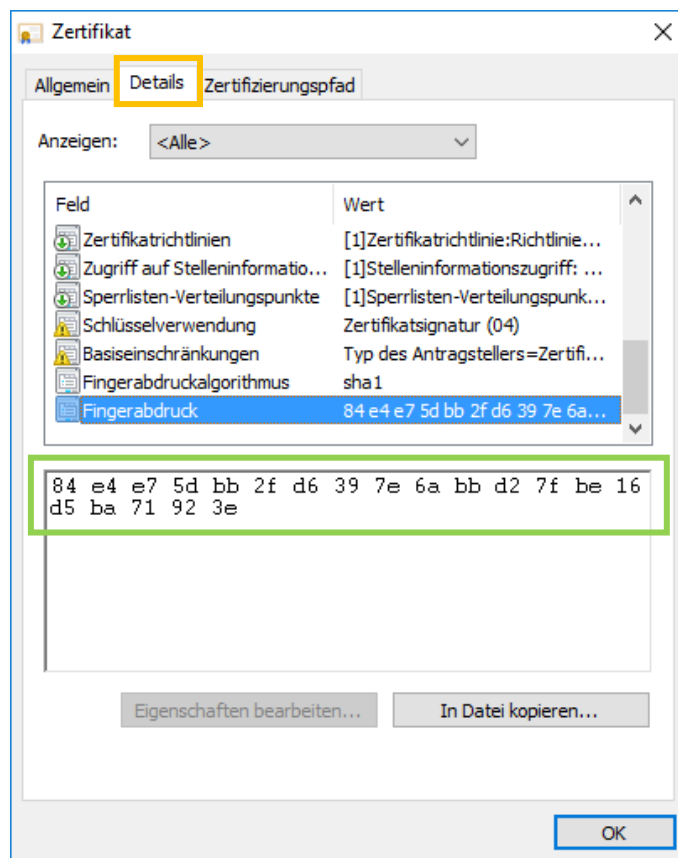 Zertifikat
Allgemein Details Zertifizierungspfad
Anzeigen: <Alle>
Feld Wert
Zertifikatrichtlinien [1]Zertifikatrichtlinie:Richtlinie...
Zugriff auf Stelleninformatio... [1]Stelleninformationszugriff: ...
Sperrlisten-Verteilungspunkte [1]Sperrlisten-Verteilungspunk...
Schlüsselverwendung Zertifikatsignatur (04)
Basiseinschränkungen Typ des Antragstellers=Zertifi...
Fingerabdruckalgorithmus sha1
Fingerabdruck 84 e4 e7 5d bb 2f d6 39 7e 6a...
84 e4 e7 5d bb 2f d6 39 7e 6a bb d2 7f be 16
d5 ba 71 92 3e
Eigenschaften bearbeiten... In Datei kopieren...
OK